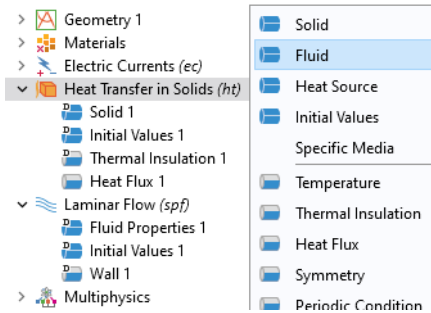 Geometry 1
Materials
Electric Currents (ec)
Heat Transfer in Solids (ht)
D Solid 1
D Initial Values 1
D Thermal Insulation 1
Heat Flux 1
Laminar Flow (spf)
D Fluid Properties 1
D Initial Values 1
D Wall 1
Multiphysics
Solid
Fluid
Heat Source
Initial Values
Specific Media
Temperature
Thermal Insulation
Heat Flux
Symmetry
Periodic Condition